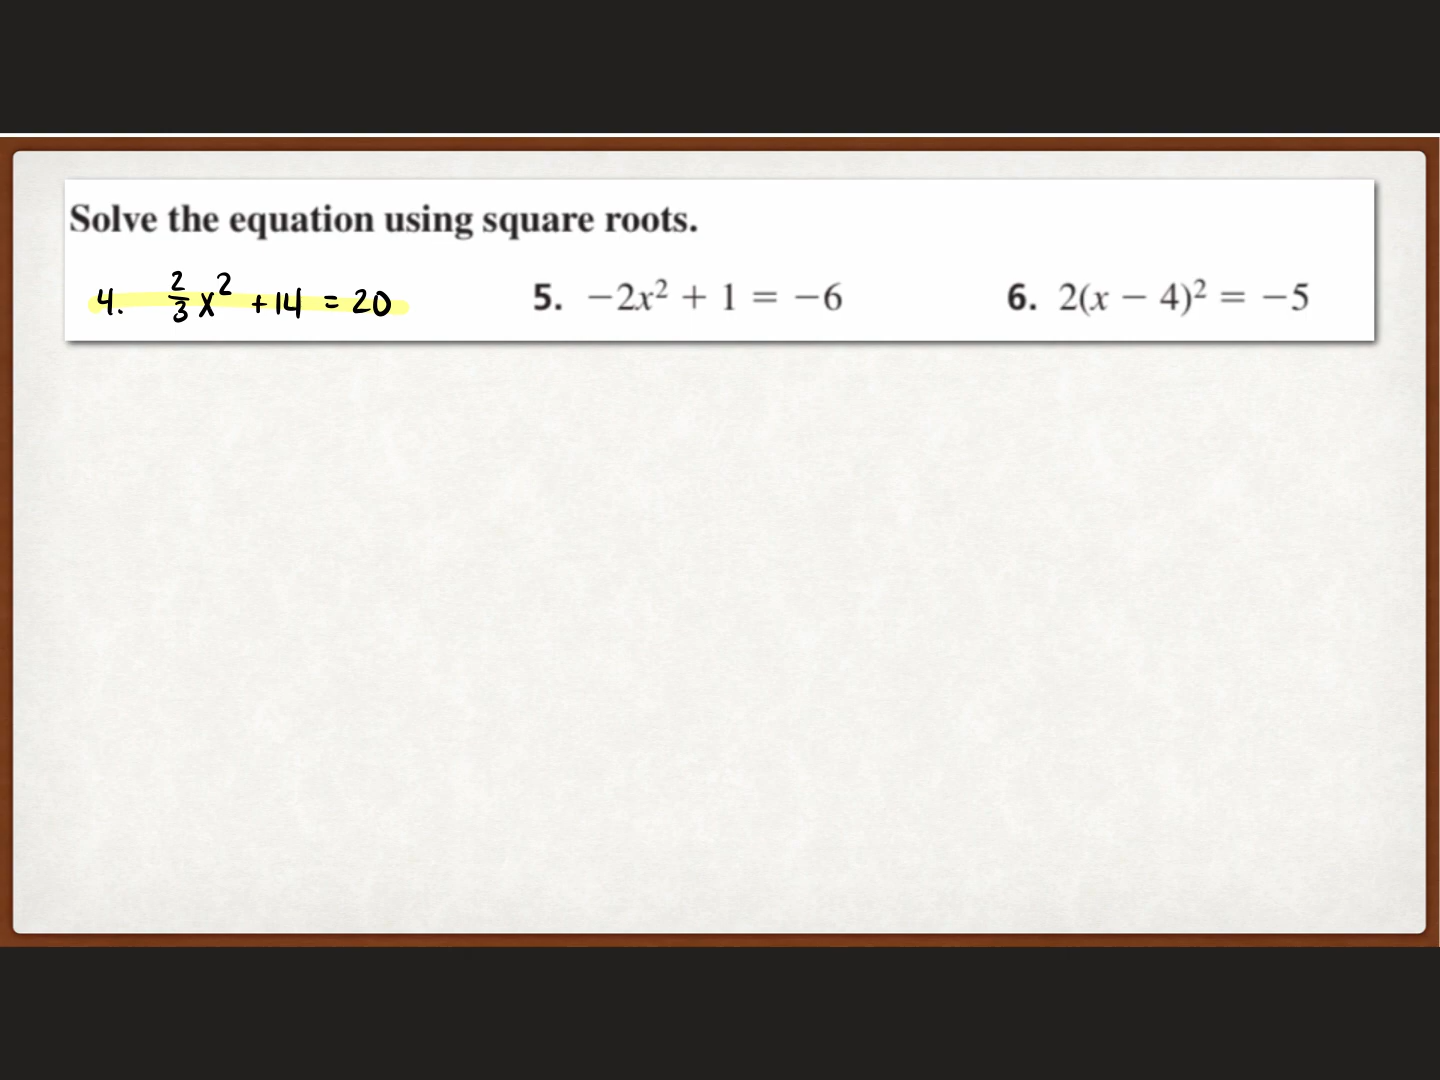 Solve the equation using square roots.
4. 2/3 x² + 14 = 20 5. −2x² + 1 = −6 6. 2(x − 4)² = −5